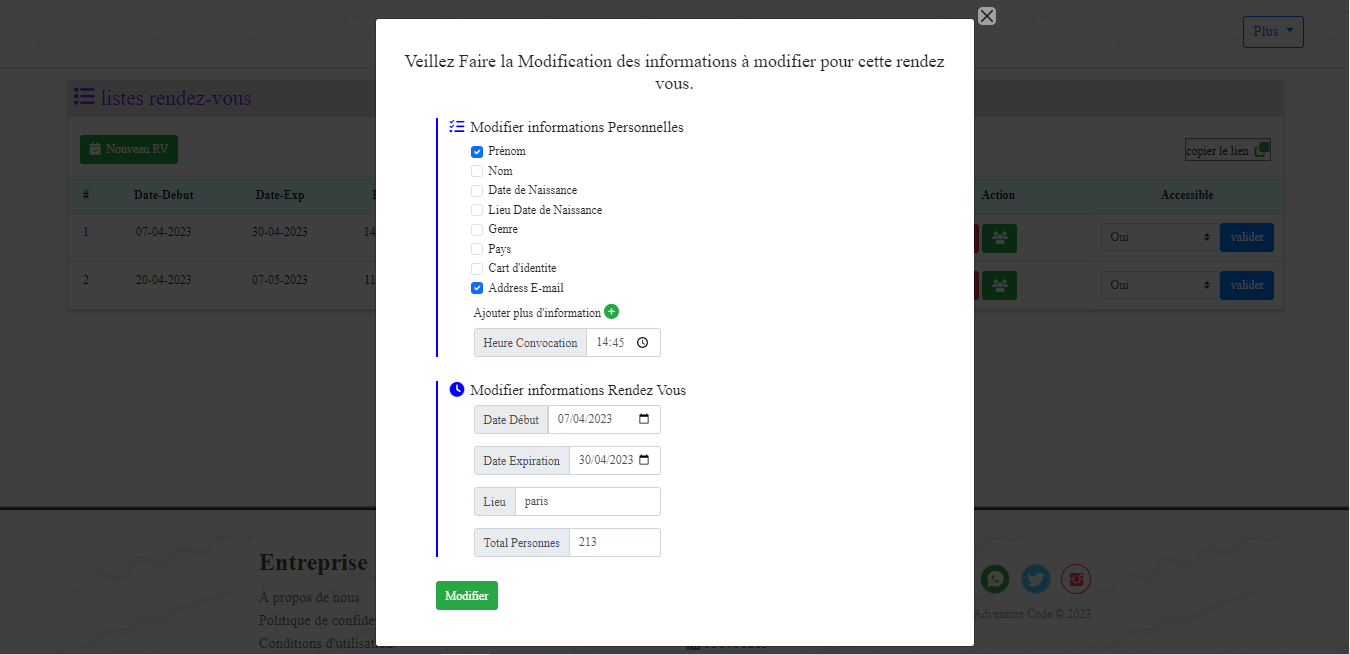 Plus
Veillez Faire la Modification des informations à modifier pour cette rendez
vous.
listes rendez-vous
Nouveau RV
copier le lien
# Date-Debut Date-Exp Action Accessible
1 07-04-2023 30-04-2023 14 Oui valider
2 20-04-2023 07-05-2023 11 Oui valider
Modifier informations Personnelles
Prènom
Nom
Date de Naissance
Lieu Date de Naissance
Genre
Pays
Cart d'identite
Address E-mail
Ajouter plus d'information
Heure Convocation 14:45
Modifier informations Rendez Vous
Date Début 07/04/2023
Date Expiration 30/04/2023
Lieu paris
Total Personnes 213
Modifier
Entreprise
À propos de nous
Politique de confide
Conditions d'utilisation
Adventure Code © 2023